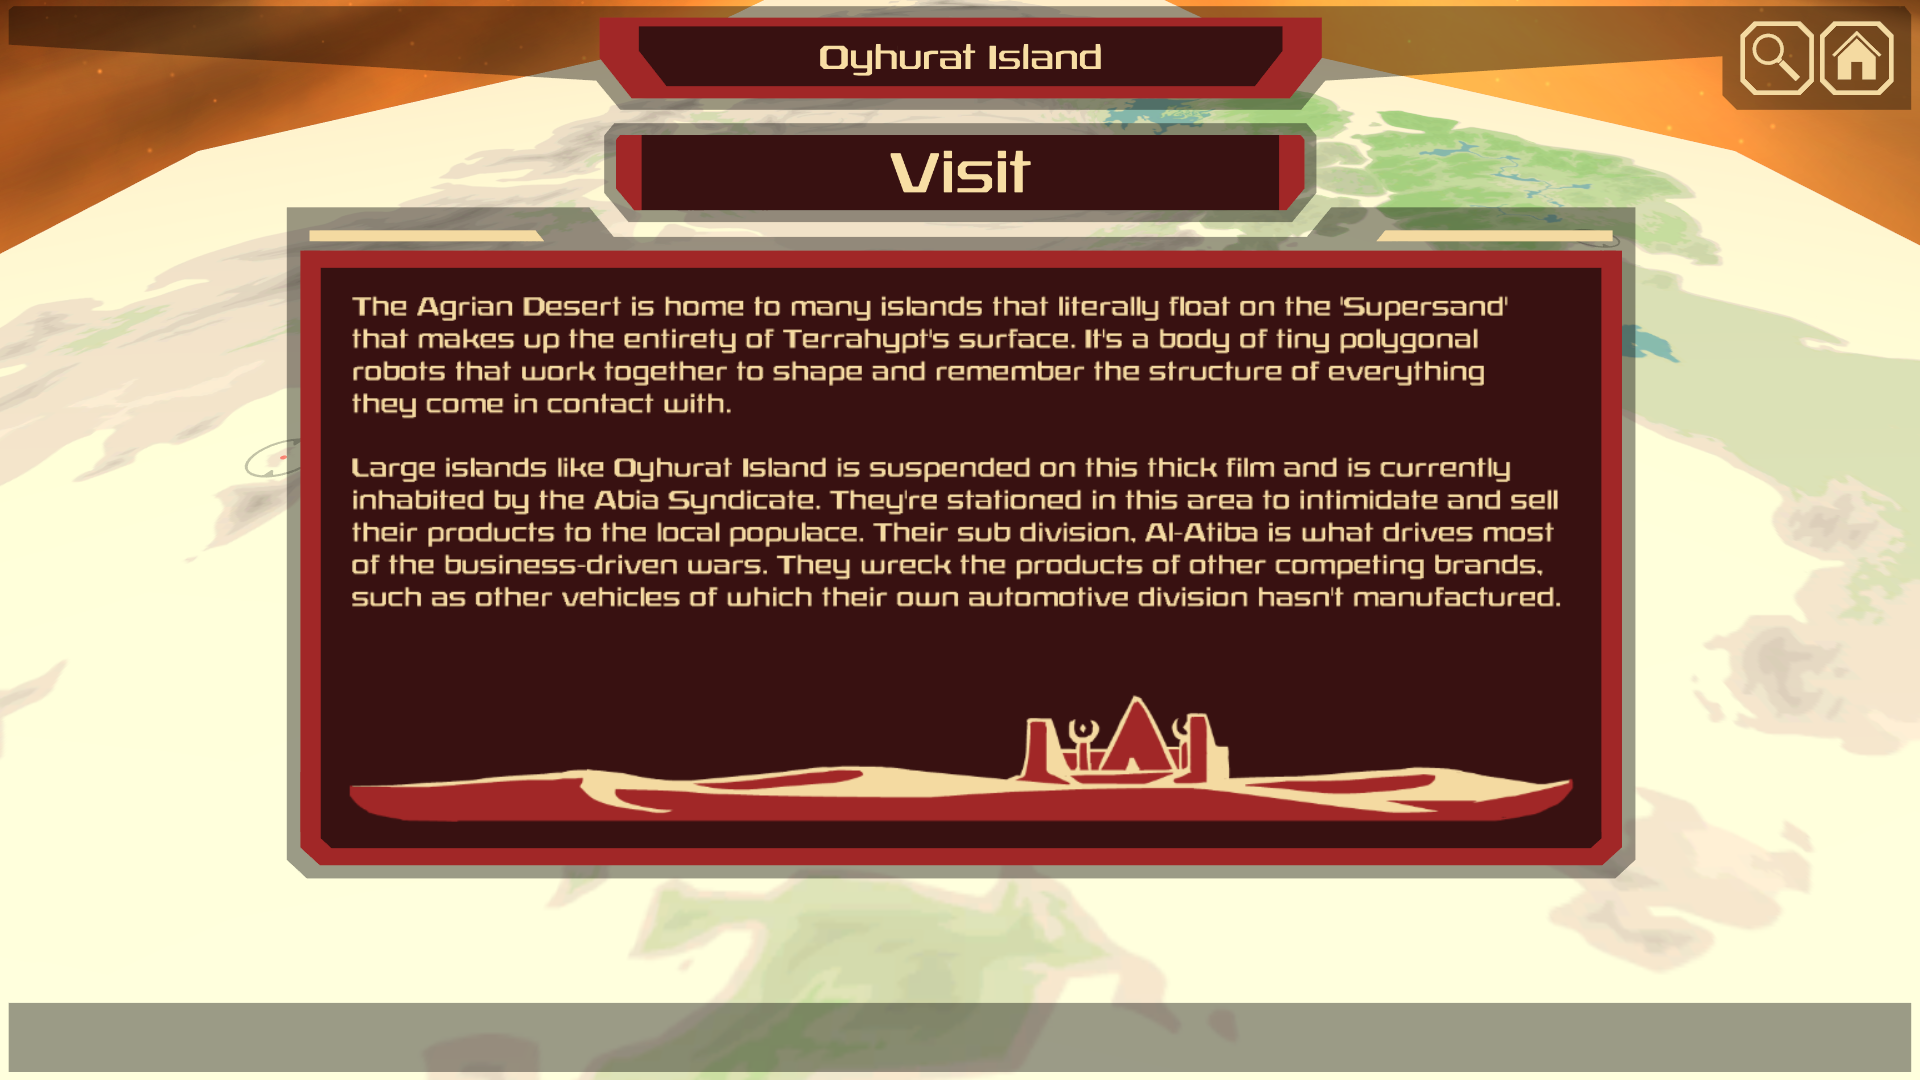 Oyhurat Island
Visit
The Agrian Desert is home to many islands that literally float on the 'Supersand'
that makes up the entirety of Terrahypt's surface. It's a body of tiny polygonal
robots that work together to shape and remember the structure of everything
they come in contact with.
Large islands like Oyhurat Island is suspended on this thick film and is currently
inhabited by the Abia Syndicate. They're stationed in this area to intimidate and sell
their products to the local populace. Their sub division, Al-Atiba is what drives most
of the business-driven wars. They wreck the products of other competing brands,
such as other vehicles of which their own automotive division hasn't manufactured.